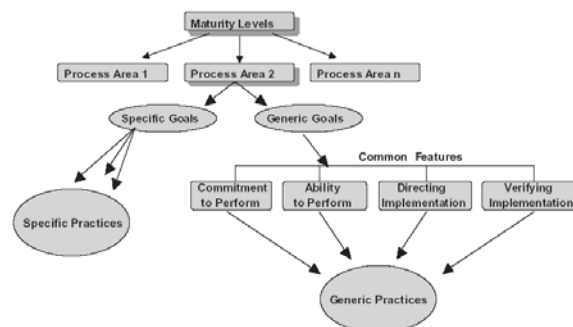 Maturity Levels
Process Area 1
Process Area 2
Process Area n
Specific Goals
Generic Goals
Common Features
Commitment
to Perform
Ability
to Perform
Directing
Implementation
Verifying
Implementation
Specific Practices
Generic Practices